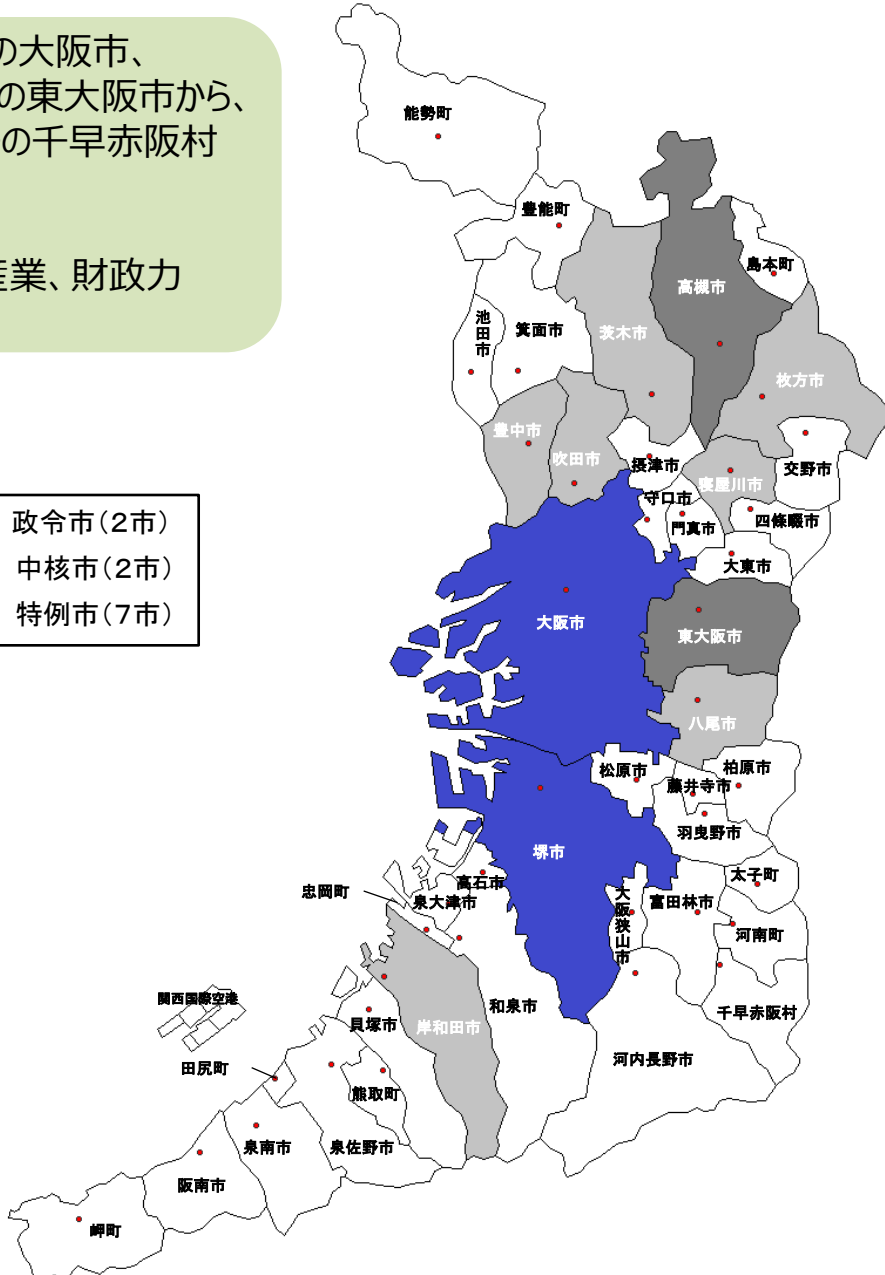 の大阪市、
の東大阪市から、
の千早赤阪村
産業、財政力
政令市(2市)
中核市(2市)
特例市(7市)
能勢町
豊能町
島本町
高槻市
池田市
箕面市
茨木市
枚方市
豊中市
吹田市
摂津市
寝屋川市
交野市
守口市
門真市
四條畷市
大東市
大阪市
東大阪市
八尾市
松原市
藤井寺市
柏原市
羽曳野市
堺市
高石市
忠岡町
泉大津市
大阪狭山市
富田林市
太子町
河南町
関西国際空港
和泉市
千早赤阪村
貝塚市
岸和田市
河内長野市
田尻町
熊取町
泉南市
泉佐野市
阪南市
岬町